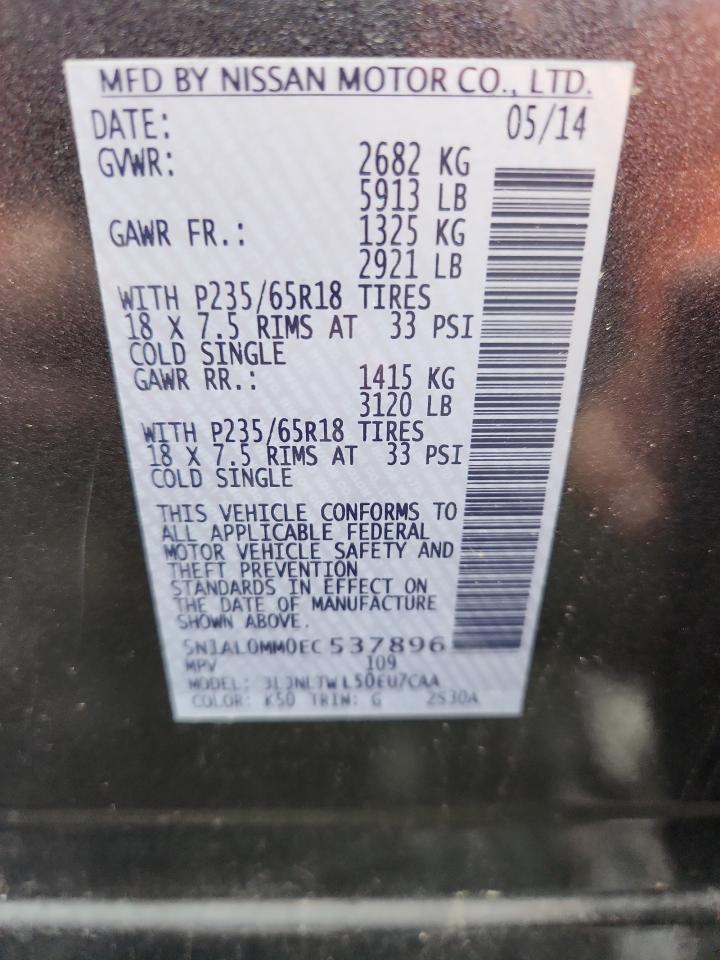 MFD BY NISSAN MOTOR CO., LTD.
DATE: 05/14
GVWR: 2682 KG
5913 LB
GAWR FR.: 1325 KG
2921 LB
WITH P235/65R18 TIRES
18 X 7.5 RIMS AT 33 PSI
COLD SINGLE
GAWR RR.: 1415 KG
3120 LB
WITH P235/65R18 TIRES
18 X 7.5 RIMS AT 33 PSI
COLD SINGLE
THIS VEHICLE CONFORMS TO
ALL APPLICABLE FEDERAL
MOTOR VEHICLE SAFETY AND
THEFT PREVENTION
STANDARDS IN EFFECT ON
THE DATE OF MANUFACTURE
SHOWN ABOVE.
5N1AL0MM0EC537896
MPV 109
MODEL:
COLOR: K50 TRIM: G 2S30A